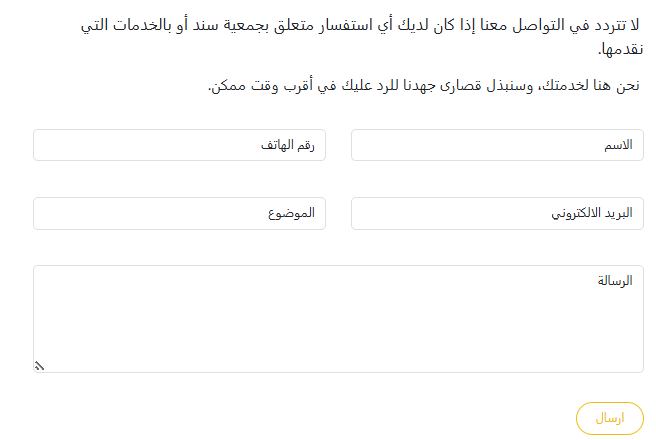 لا تتردد في التواصل معنا إذا كان لديك أي استفسار متعلق بجمعية سند أو بالخدمات التي
نقدمها.
نحن هنا لخدمتك، وسنبذل قصارى جهدنا للرد عليك في أقرب وقت ممكن.
الاسم
رقم الهاتف
البريد الالكتروني
الموضوع
الرسالة
ارسال